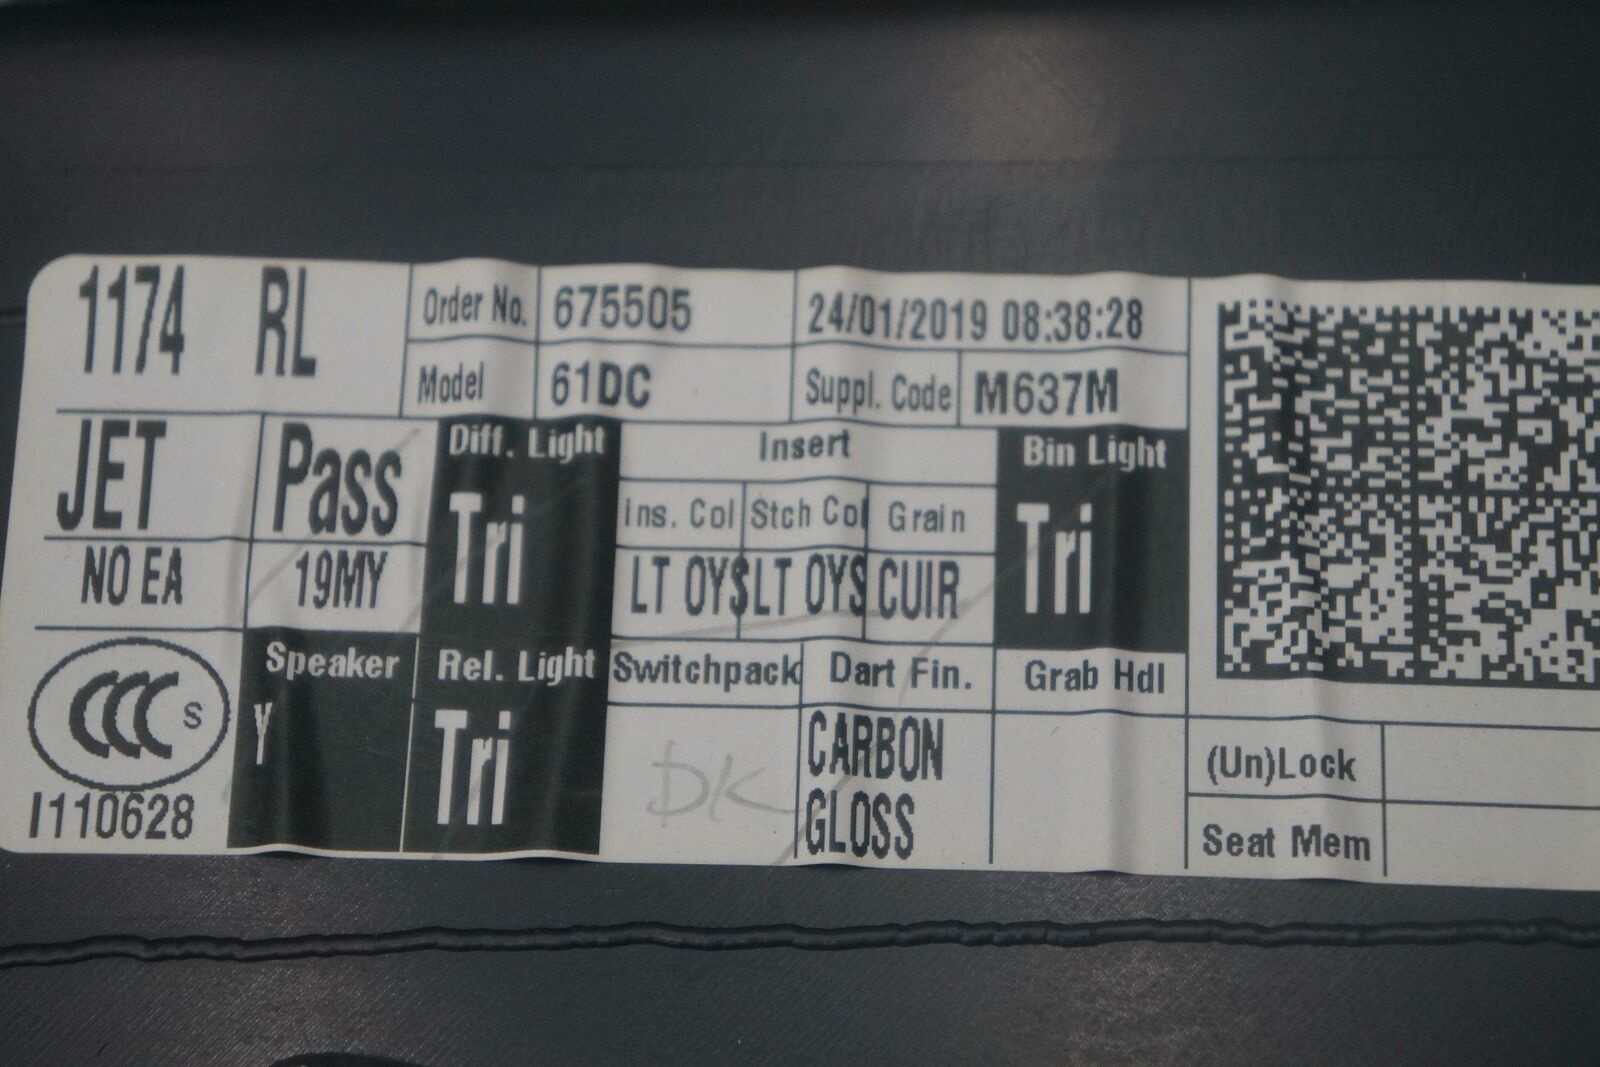 1174 RL
Order No. 675505 24/01/2019 08:38:28
Model 61DC Suppl. Code M637M
JET Pass Diff. Light Tri
Insert
ins. Col Stch Col Grain
LT OYS LT OYS CUIR
Bin Light Tri
NO EA 19MY
CCC S
I110628
Speaker Y
Rel. Light Tri
Switchpack DK
Dart Fin. CARBON
GLOSS
Grab Hdl
(Un)Lock
Seat Mem